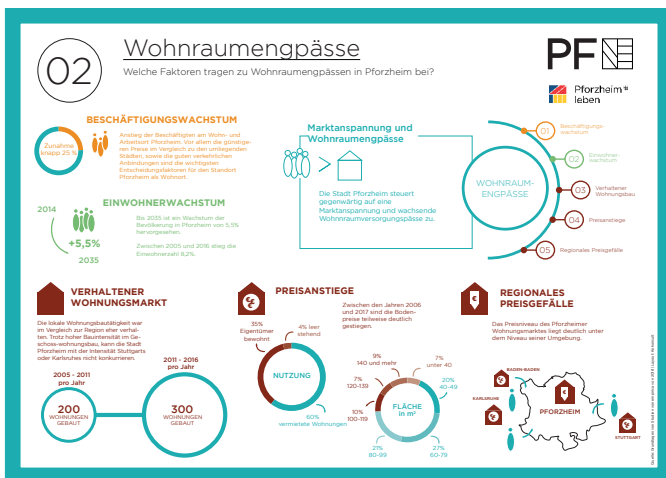 02
Wohnraumengpässe
Welche Faktoren tragen zu Wohnraumengpässen in Pforzheim bei?
PF
Pforzheim
leben
BESCHÄFTIGUNGSWACHSTUM
Zunahme
knapp 25 %
Anstieg der Beschäftigten am Wohn- und
Arbeitsort Pforzheim. Vor allem die günstige-
ren Preise im Vergleich zu den umliegenden
Städten, sowie die guten verkehrlichen
Anbindungen sind die wichtigsten
Entscheidungsfaktoren für den Standort
Pforzheim als Wohnort.
EINWOHNERWACHSTUM
2014
+5,5%
2035
Bis 2035 ist ein Wachstum der
Bevölkerung in Pforzheim von 5,5%
hervorgesehen.
Zwischen 2005 und 2016 stieg die
Einwohnerzahl 8,2%.
Marktanspannung und
Wohnraumengpässe
Die Stadt Pforzheim steuert
gegenwärtig auf eine
Marktanspannung und wachsende
Wohnraumversorgungspässe zu.
WOHNRAUM-
ENGPÄSSE
01
Beschäftigungs-
wachstum
02
Einwohner-
wachstum
03
Verhaltener
Wohnungsbau
04
Preisanstiege
05
Regionales Preisgefälle
VERHALTENER
WOHNUNGSMARKT
Die lokale Wohnungsbautätigkeit war
im Vergleich zur Region eher verhal-
ten. Trotz hoher Bauintensität im Ge-
schoss-wohnungsbau, kann die Stadt
Pforzheim mit der Intensität Stuttgarts
oder Karlsruhes nicht konkurrieren.
2005 - 2011
pro Jahr
200
WOHNUNGEN
GEBAUT
2011 - 2016
pro Jahr
300
WOHNUNGEN
GEBAUT
PREISANSTIEGE
Zwischen den Jahren 2006
und 2017 sind die Boden-
preise teilweise deutlich
gestiegen.
35%
Eigentümer
bewohnt
4% leer
stehend
NUTZUNG
60%
vermietete Wohnungen
9%
140 und mehr
7%
unter 40
7%
120-139
20%
40-49
10%
100-119
FLÄCHE
in m²
21%
80-99
27%
60-79
REGIONALES
PREISGEFÄLLE
Das Preisniveau des Pforzheimer
Wohnungsmarktes liegt deutlich unter
dem Niveau seiner Umgebung.
BADEN-BADEN
KARLSRUHE
PFORZHEIM
STUTTGART